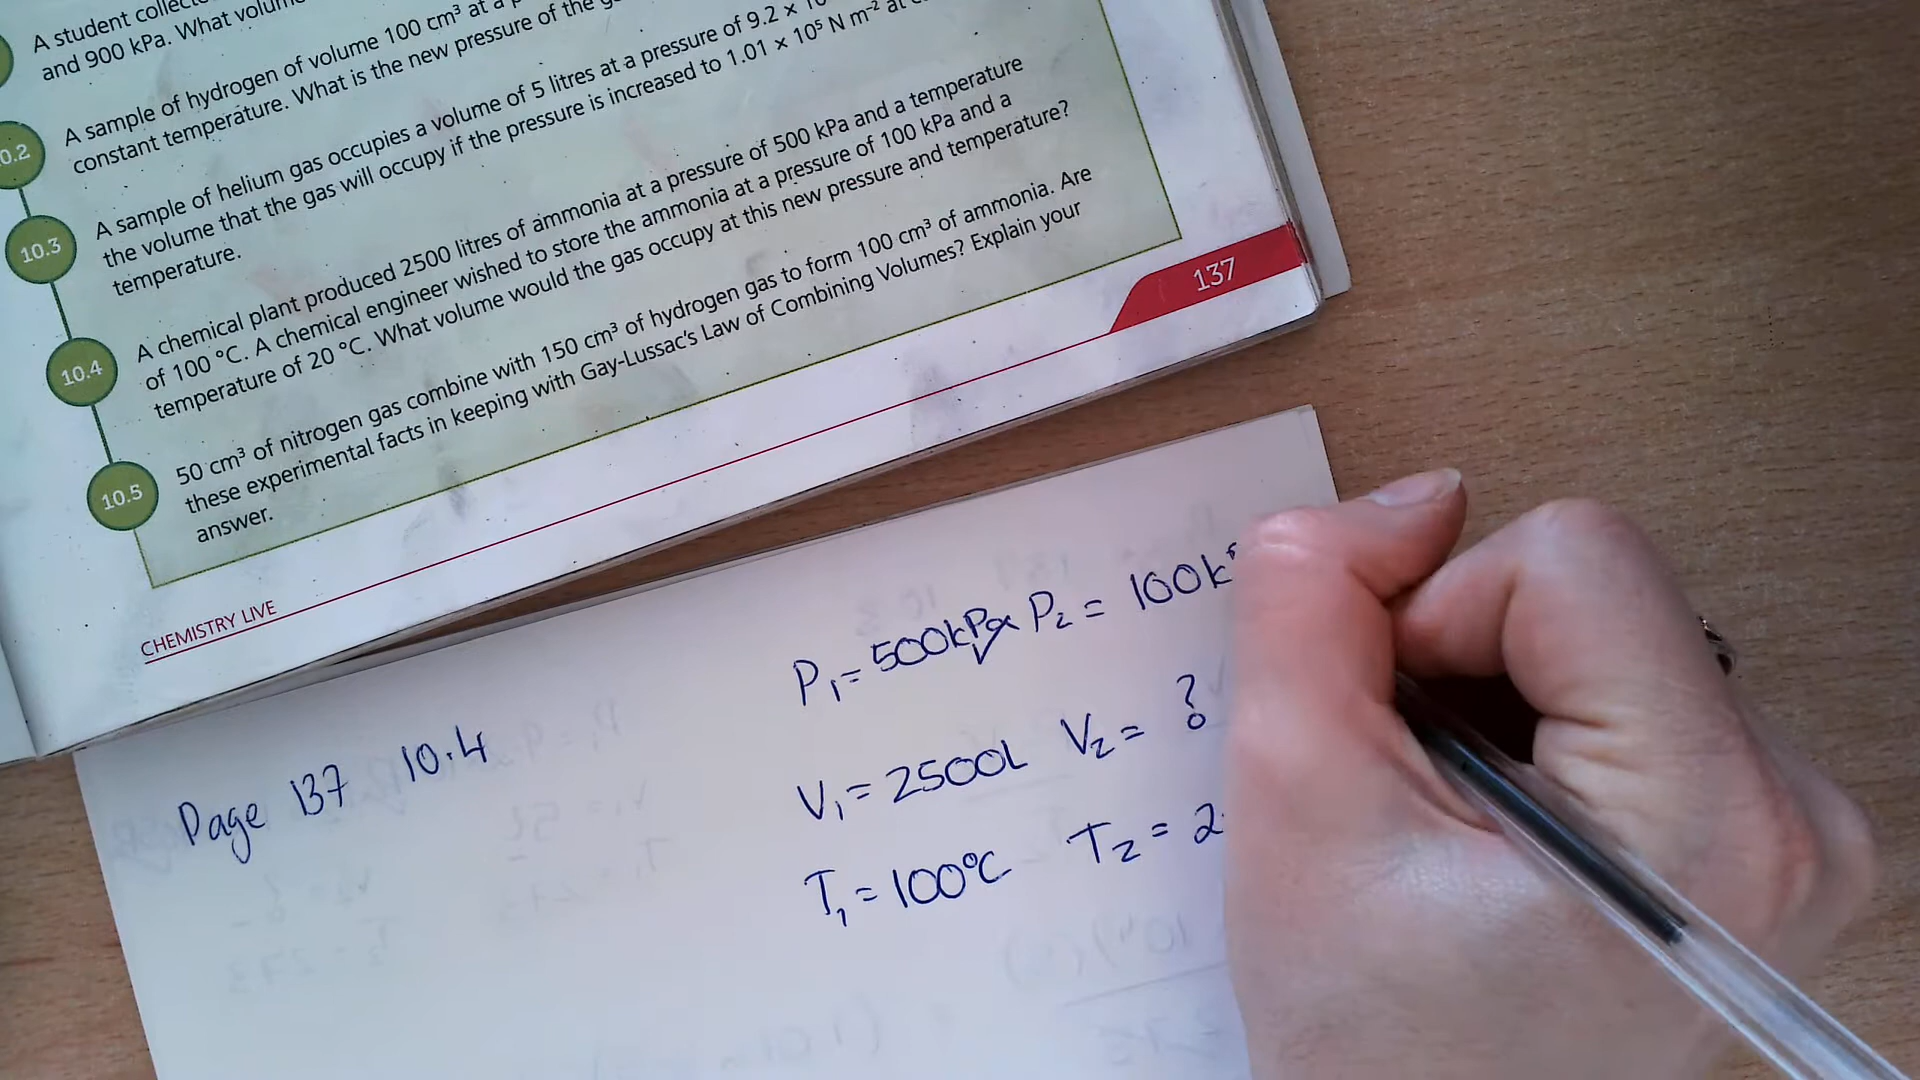 A student collecte
and 900 kPa. What volum
0.2
A sample of hydrogen of volume 100 cm³ at a p
constant temperature. What is the new pressure of the g
10.3
A sample of helium gas occupies a volume of 5 litres at a pressure of 9.2 × 10
the volume that the gas will occupy if the pressure is increased to 1.01 × 10⁵ N m⁻² at c
temperature.
10.4
A chemical plant produced 2500 litres of ammonia at a pressure of 500 kPa and a temperature
of 100 °C. A chemical engineer wished to store the ammonia at a pressure of 100 kPa and a
temperature of 20 °C. What volume would the gas occupy at this new pressure and temperature?
10.5
50 cm³ of nitrogen gas combine with 150 cm³ of hydrogen gas to form 100 cm³ of ammonia. Are
these experimental facts in keeping with Gay-Lussac's Law of Combining Volumes? Explain your
answer.
137
CHEMISTRY LIVE
Page 137 10.4
P₁ = 500kPa P₂ = 100k
V₁ = 2500L V₂ = ?
T₁ = 100°C T₂ = 2